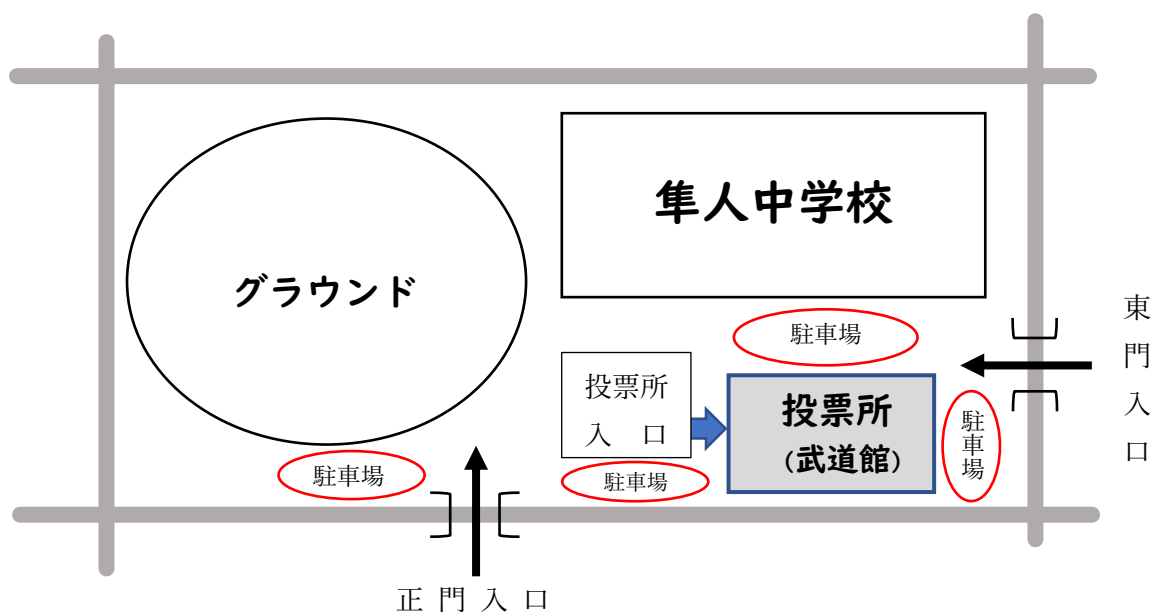 隼人中学校
グラウンド
東門入口
駐車場
投票所
入　口
投票所
(武道館)
駐車場
駐車場
駐車場
正門入口